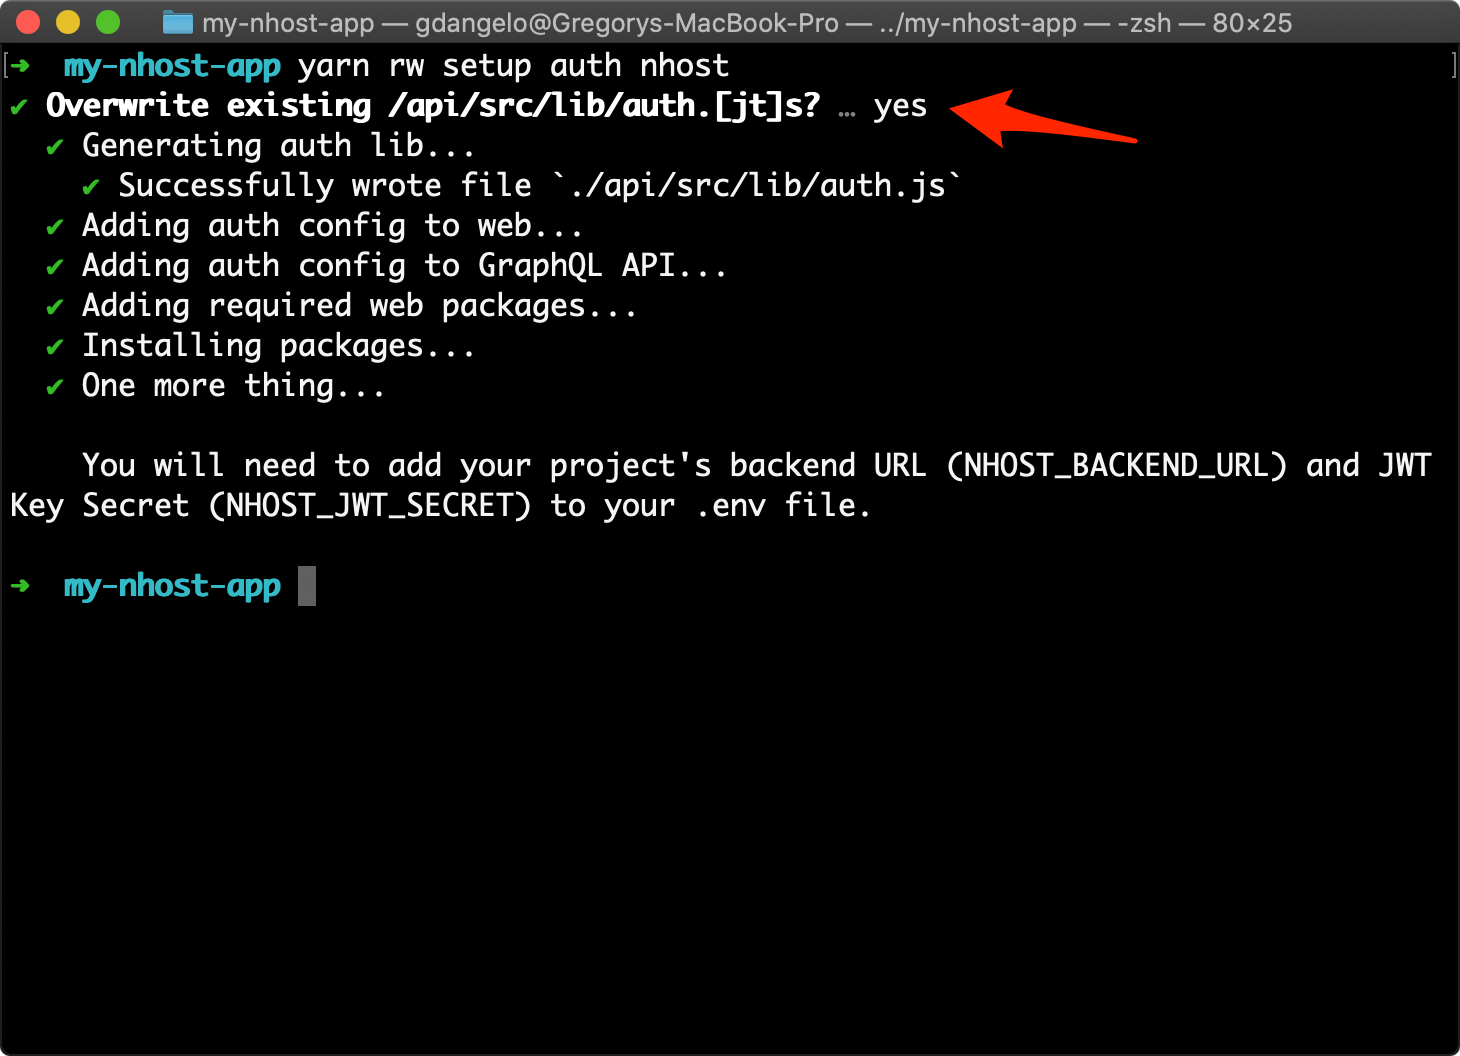 my-nhost-app — gdangelo@Gregorys-MacBook-Pro — ../my-nhost-app — -zsh — 80×25
[➜  my-nhost-app yarn rw setup auth nhost ]
✔ Overwrite existing /api/src/lib/auth.[jt]s? … yes
✔ Generating auth lib...
✔ Successfully wrote file `./api/src/lib/auth.js`
✔ Adding auth config to web...
✔ Adding auth config to GraphQL API...
✔ Adding required web packages...
✔ Installing packages...
✔ One more thing...
You will need to add your project's backend URL (NHOST_BACKEND_URL) and JWT
Key Secret (NHOST_JWT_SECRET) to your .env file.
➜  my-nhost-app